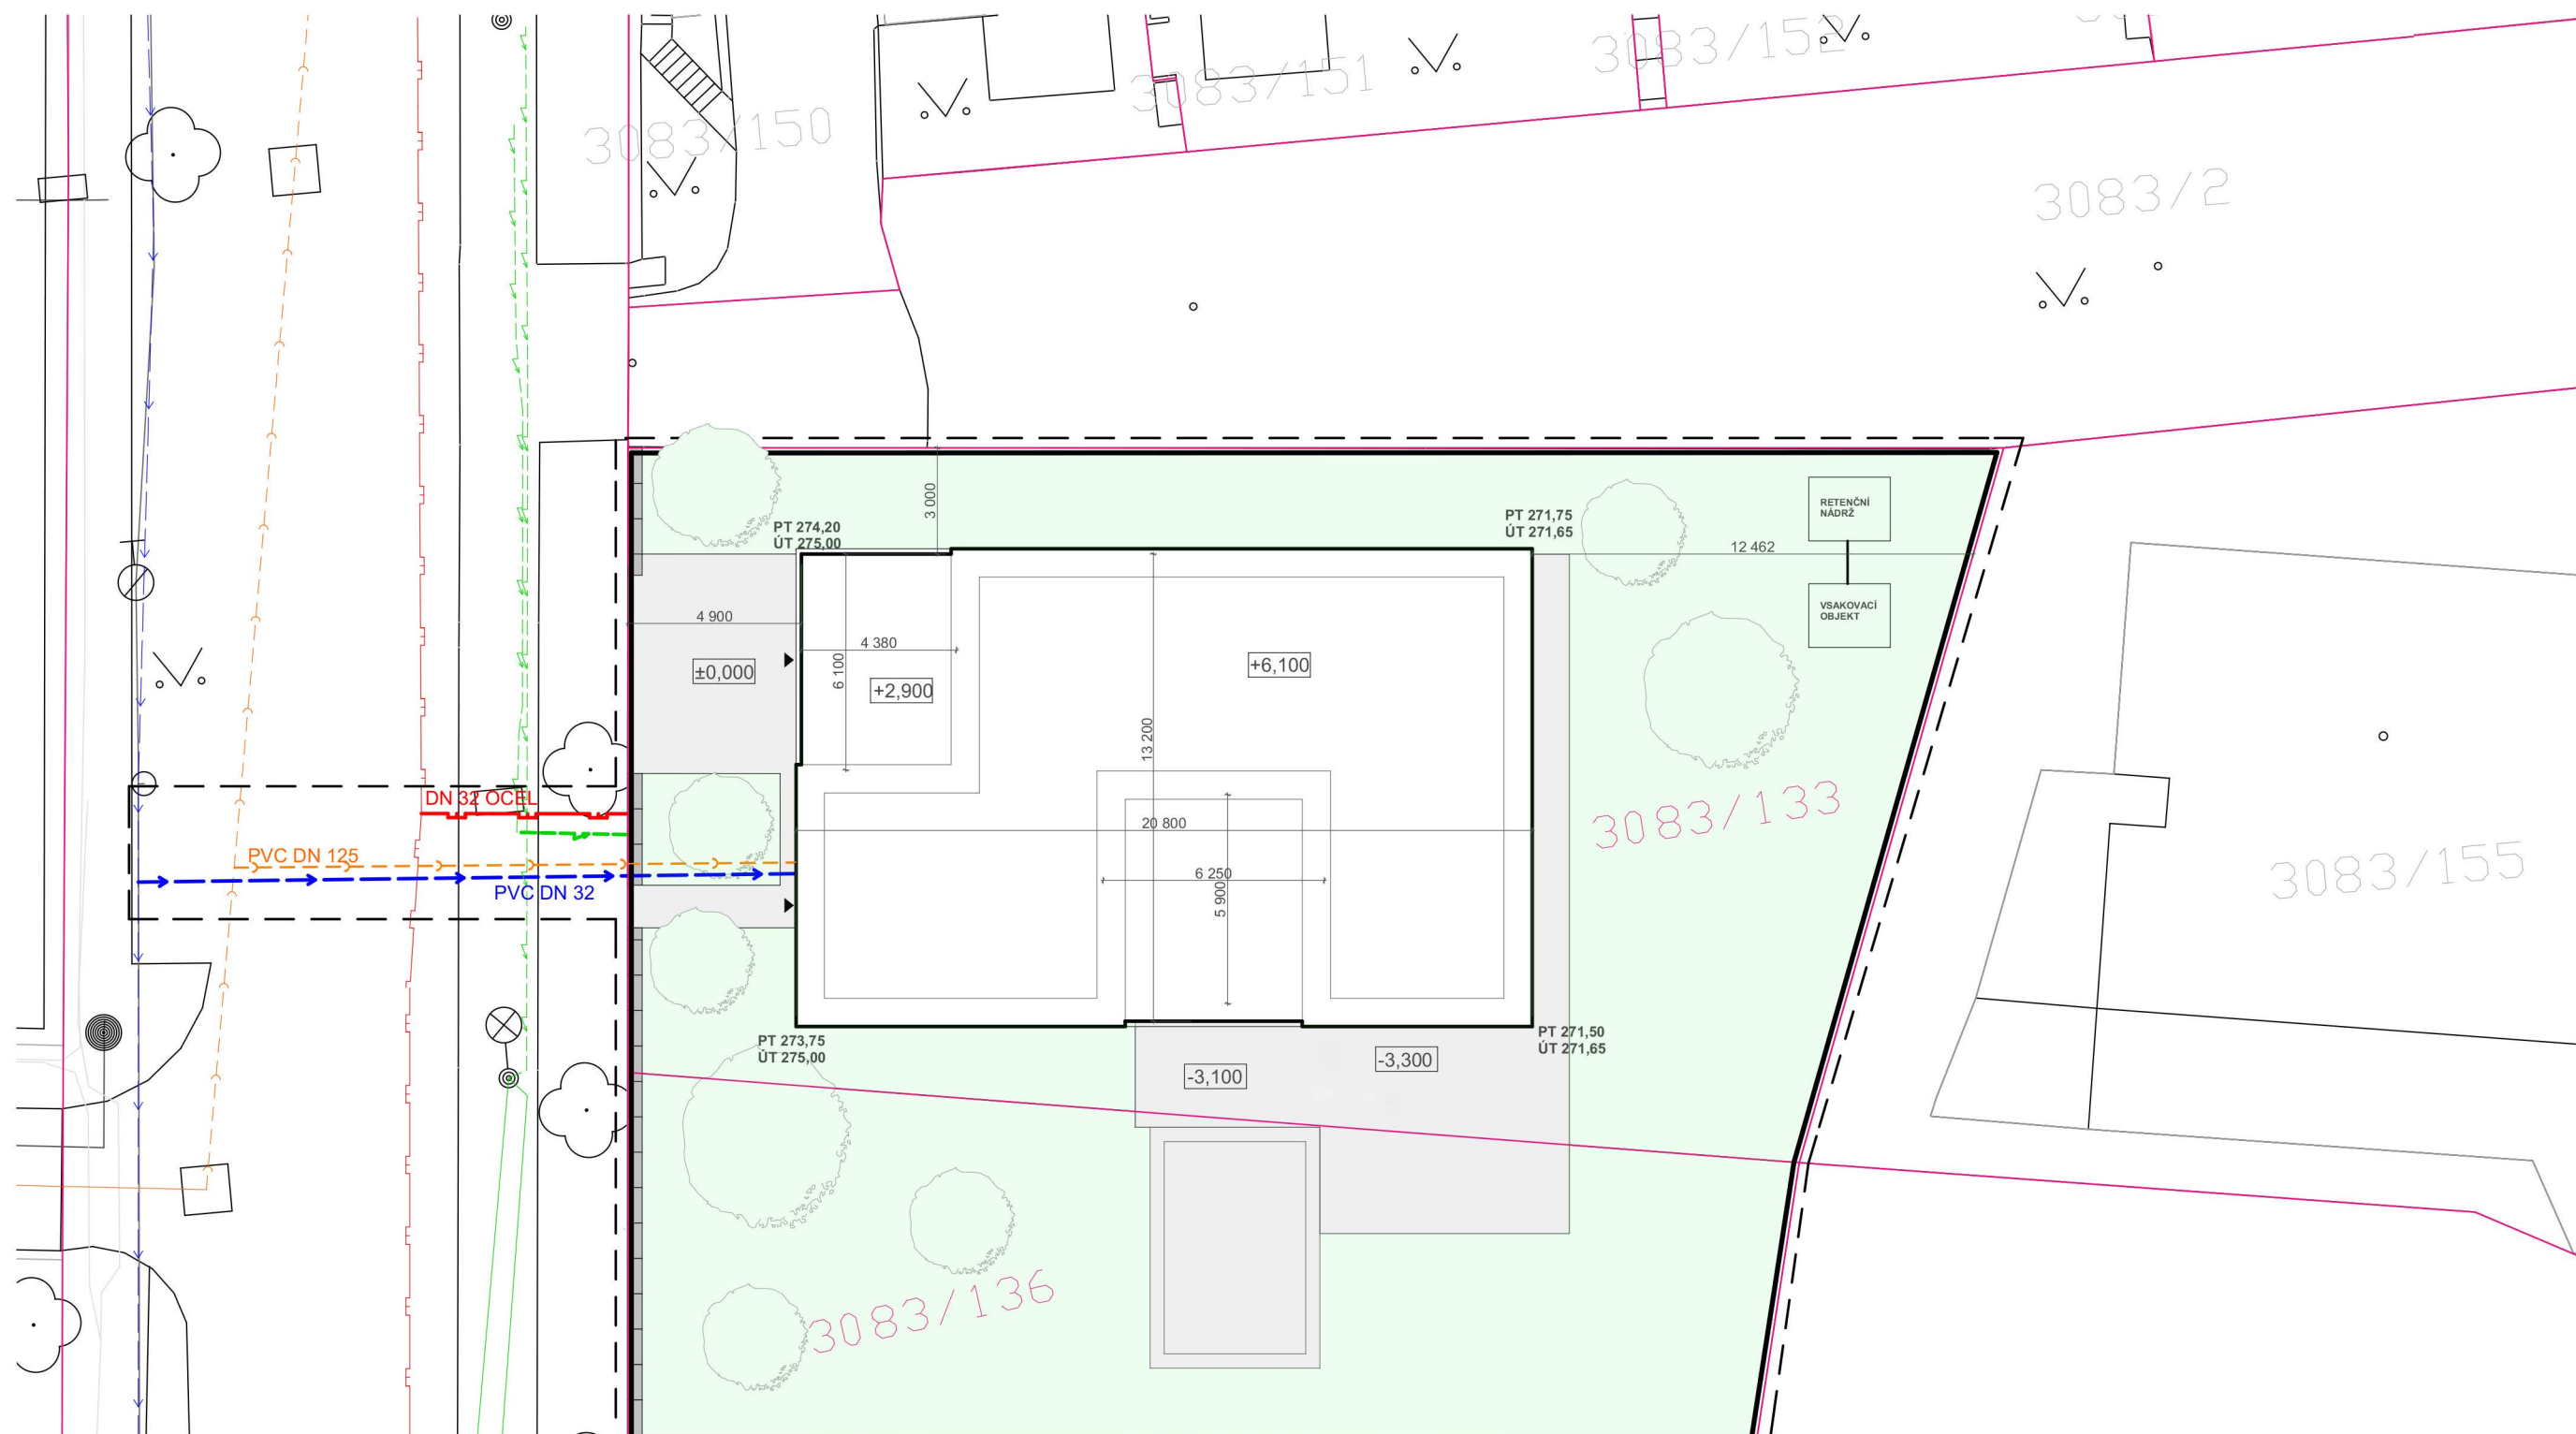 3083/152
3083/151
3083/150
3083/2
RETENČNÍ
NÁDRŽ
PT 271,75
ÚT 271,65
PT 274,20
ÚT 275,00
3 000
12 462
VSAKOVACÍ
OBJEKT
4 900
4 380
6 100
±0,000
+2,900
+6,100
13 200
DN 32 OCEL
20 800
3083/133
PVC DN 125
PVC DN 32
6 250
5 900
3083/155
PT 273,75
ÚT 275,00
PT 271,50
ÚT 271,65
-3,100
-3,300
3083/136